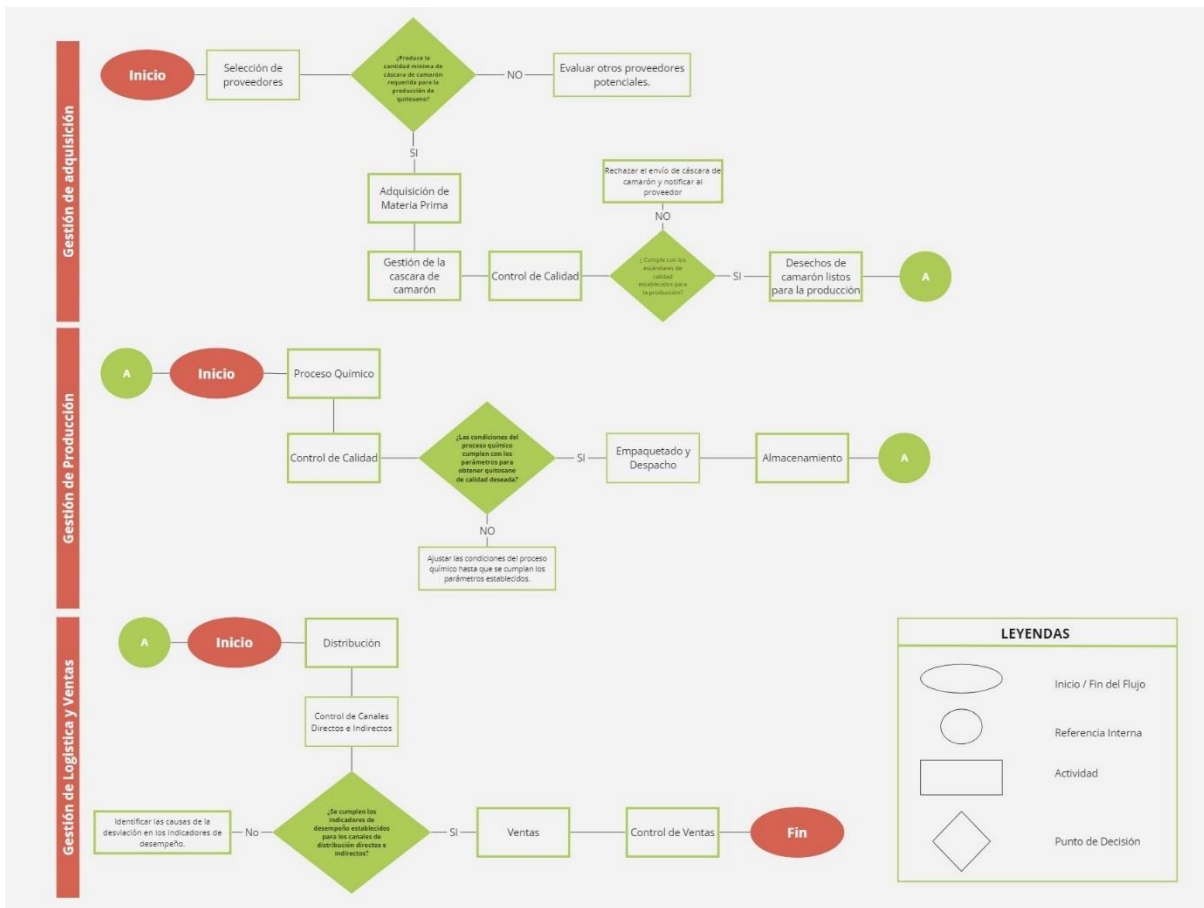 Gestión de adquisición
Inicio
Selección de
proveedores
¿Produce la
cantidad mínima de
cáscara de camarón
requerida para la
producción de
quitosano?
NO
Evaluar otros proveedores
potenciales.
SI
Adquisición de
Materia Prima
Gestión de la
cascara de
camarón
Control de Calidad
¿ Cumple con los
estándares de
calidad
establecidos para
la producción?
NO
Rechazar el envío de cáscara de
camarón y notificar al
proveedor
SI
Desechos de
camarón listos
para la producción
A
Gestión de Producción
A
Inicio
Proceso Químico
Control de Calidad
¿Las condiciones del
proceso químico
cumplen con los
parámetros para
obtener quitosano
de calidad deseada?
SI
Empaquetado y
Despacho
Almacenamiento
A
NO
Ajustar las condiciones del proceso
químico hasta que se cumplan los
parámetros establecidos.
Gestión de Logistica y Ventas
A
Inicio
Distribución
Control de Canales
Directos e Indirectos
¿Se cumplen los
indicadores de
desempeño establecidos
para los canales de
distribución directos e
indirectos?
No
Identificar las causas de la
desviación en los indicadores de
desempeño.
SI
Ventas
Control de Ventas
Fin
LEYENDAS
Inicio / Fin del Flujo
Referencia Interna
Actividad
Punto de Decisión